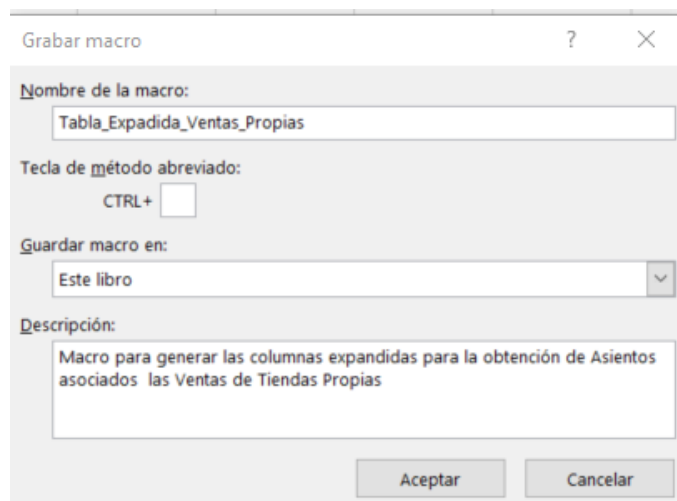 Grabar macro ? ×
Nombre de la macro:
Tabla_Expadida_Ventas_Propias
Tecla de método abreviado:
CTRL+
Guardar macro en:
Este libro
Descripción:
Macro para generar las columnas expandidas para la obtención de Asientos
asociados  las Ventas de Tiendas Propias
Aceptar Cancelar